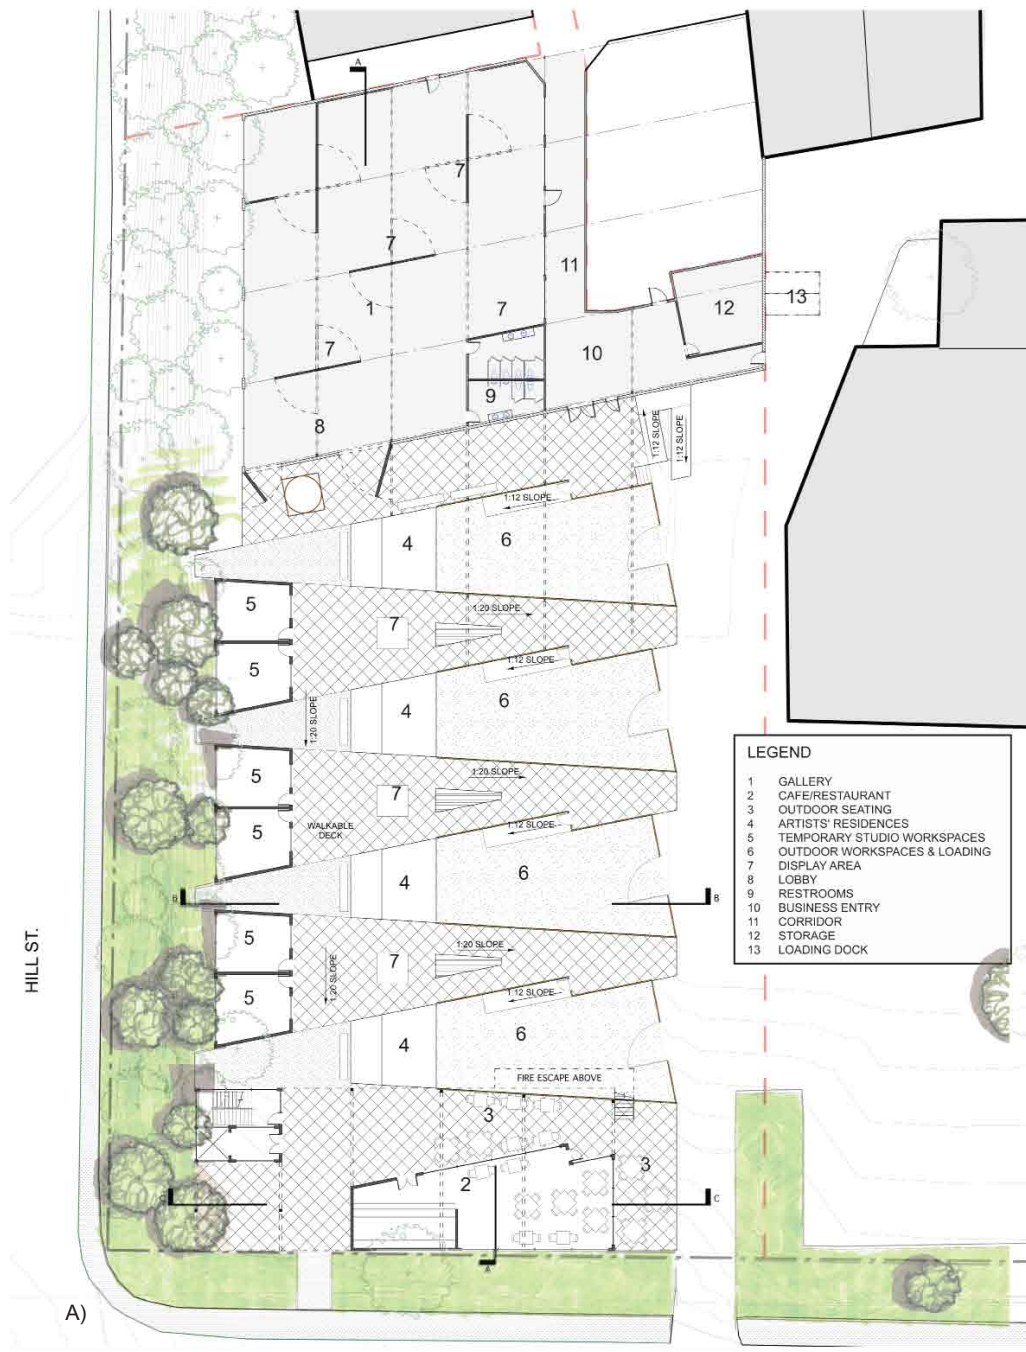 A
7
7
11
1
7
7
12
13
10
9
8
1:12 SLOPE
1:12 SLOPE
1:12 SLOPE
4
6
5
7
1:20 SLOPE
5
1:12 SLOPE
6
4
1:20 SLOPE
5
7
1:20 SLOPE
WALKABLE
DECK
5
1:12 SLOPE
6
4
B
B
5
7
1:20 SLOPE
1:20 SLOPE
5
1:12 SLOPE
6
4
FIRE ESCAPE ABOVE
3
3
2
C
A
HILL ST.
LEGEND
1 GALLERY
2 CAFE/RESTAURANT
3 OUTDOOR SEATING
4 ARTISTS' RESIDENCES
5 TEMPORARY STUDIO WORKSPACES
6 OUTDOOR WORKSPACES & LOADING
7 DISPLAY AREA
8 LOBBY
9 RESTROOMS
10 BUSINESS ENTRY
11 CORRIDOR
12 STORAGE
13 LOADING DOCK
A)